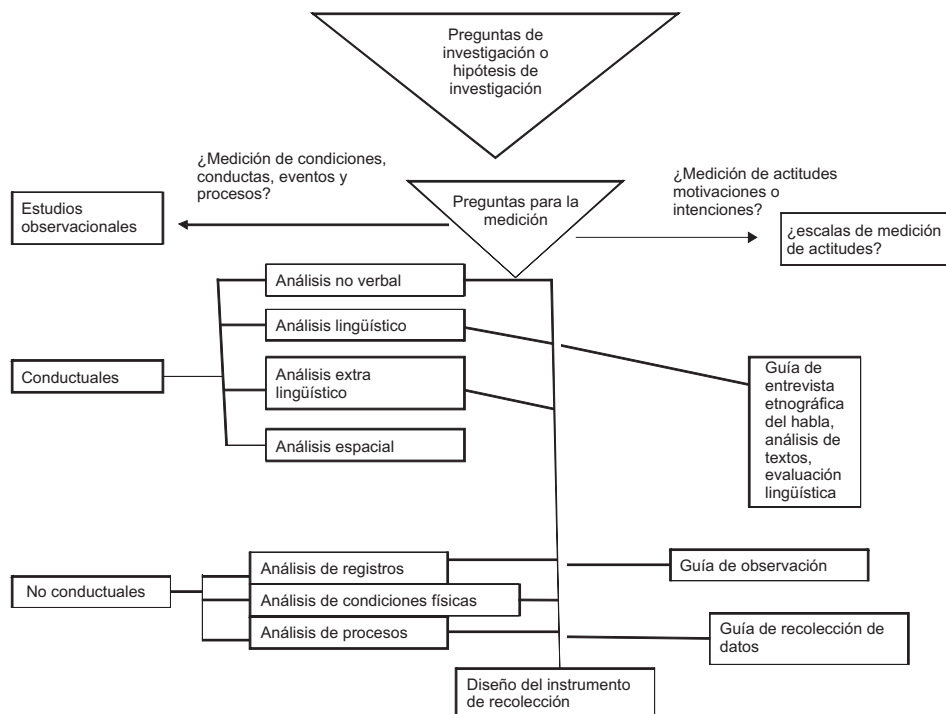 Preguntas de
investigación o
hipótesis de
investigación
¿Medición de condiciones,
conductas, eventos y
procesos?
¿Medición de actitudes
motivaciones o
intenciones?
Estudios
observacionales
Preguntas para la
medición
¿escalas de medición
de actitudes?
Análisis no verbal
Análisis lingüístico
Conductuales
Análisis extra
lingüístico
Análisis espacial
Guía de
entrevista
etnográfica
del habla,
análisis de
textos,
evaluación
lingüística
No conductuales
Análisis de registros
Análisis de condiciones físicas
Análisis de procesos
Guía de observación
Guía de recolección de
datos
Diseño del instrumento
de recolección